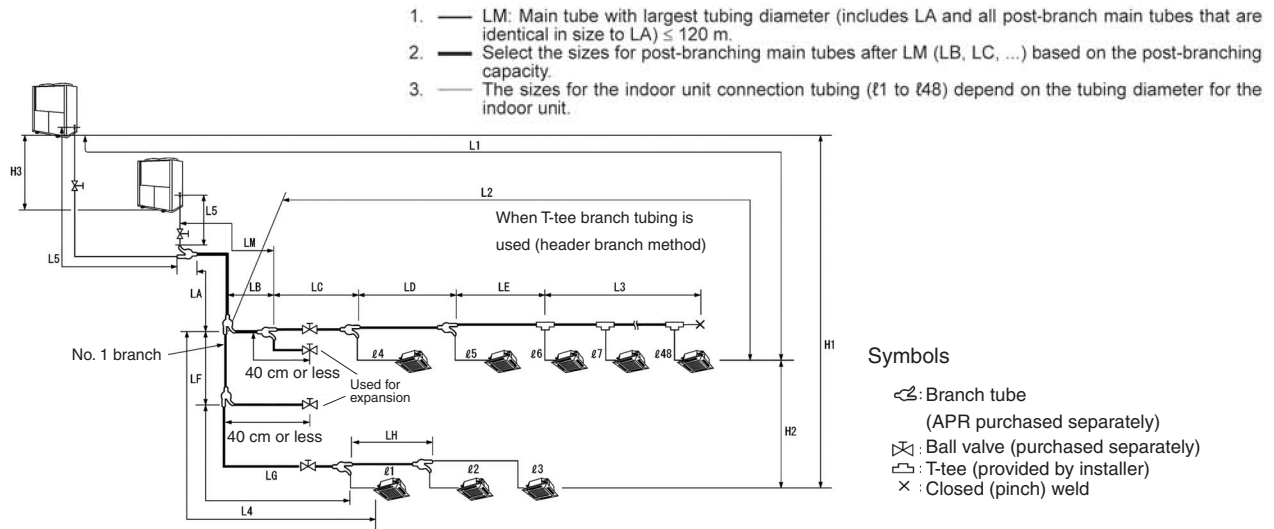 1. LM: Main tube with largest tubing diameter (includes LA and all post-branch main tubes that are
identical in size to LA) ≤ 120 m.
2. Select the sizes for post-branching main tubes after LM (LB, LC, ...) based on the post-branching
capacity.
3. The sizes for the indoor unit connection tubing (ℓ1 to ℓ48) depend on the tubing diameter for the
indoor unit.
L1
H3
L2
L5
When T-tee branch tubing is
used (header branch method)
LM
L5
LA
LB
LC
LD
LE
L3
H1
No. 1 branch
ℓ4
ℓ5
ℓ6
ℓ7
ℓ48
40 cm or less
Used for
expansion
LF
40 cm or less
H2
LH
LG
ℓ1
ℓ2
ℓ3
L4
Symbols
: Branch tube
(APR purchased separately)
: Ball valve (purchased separately)
: T-tee (provided by installer)
× : Closed (pinch) weld